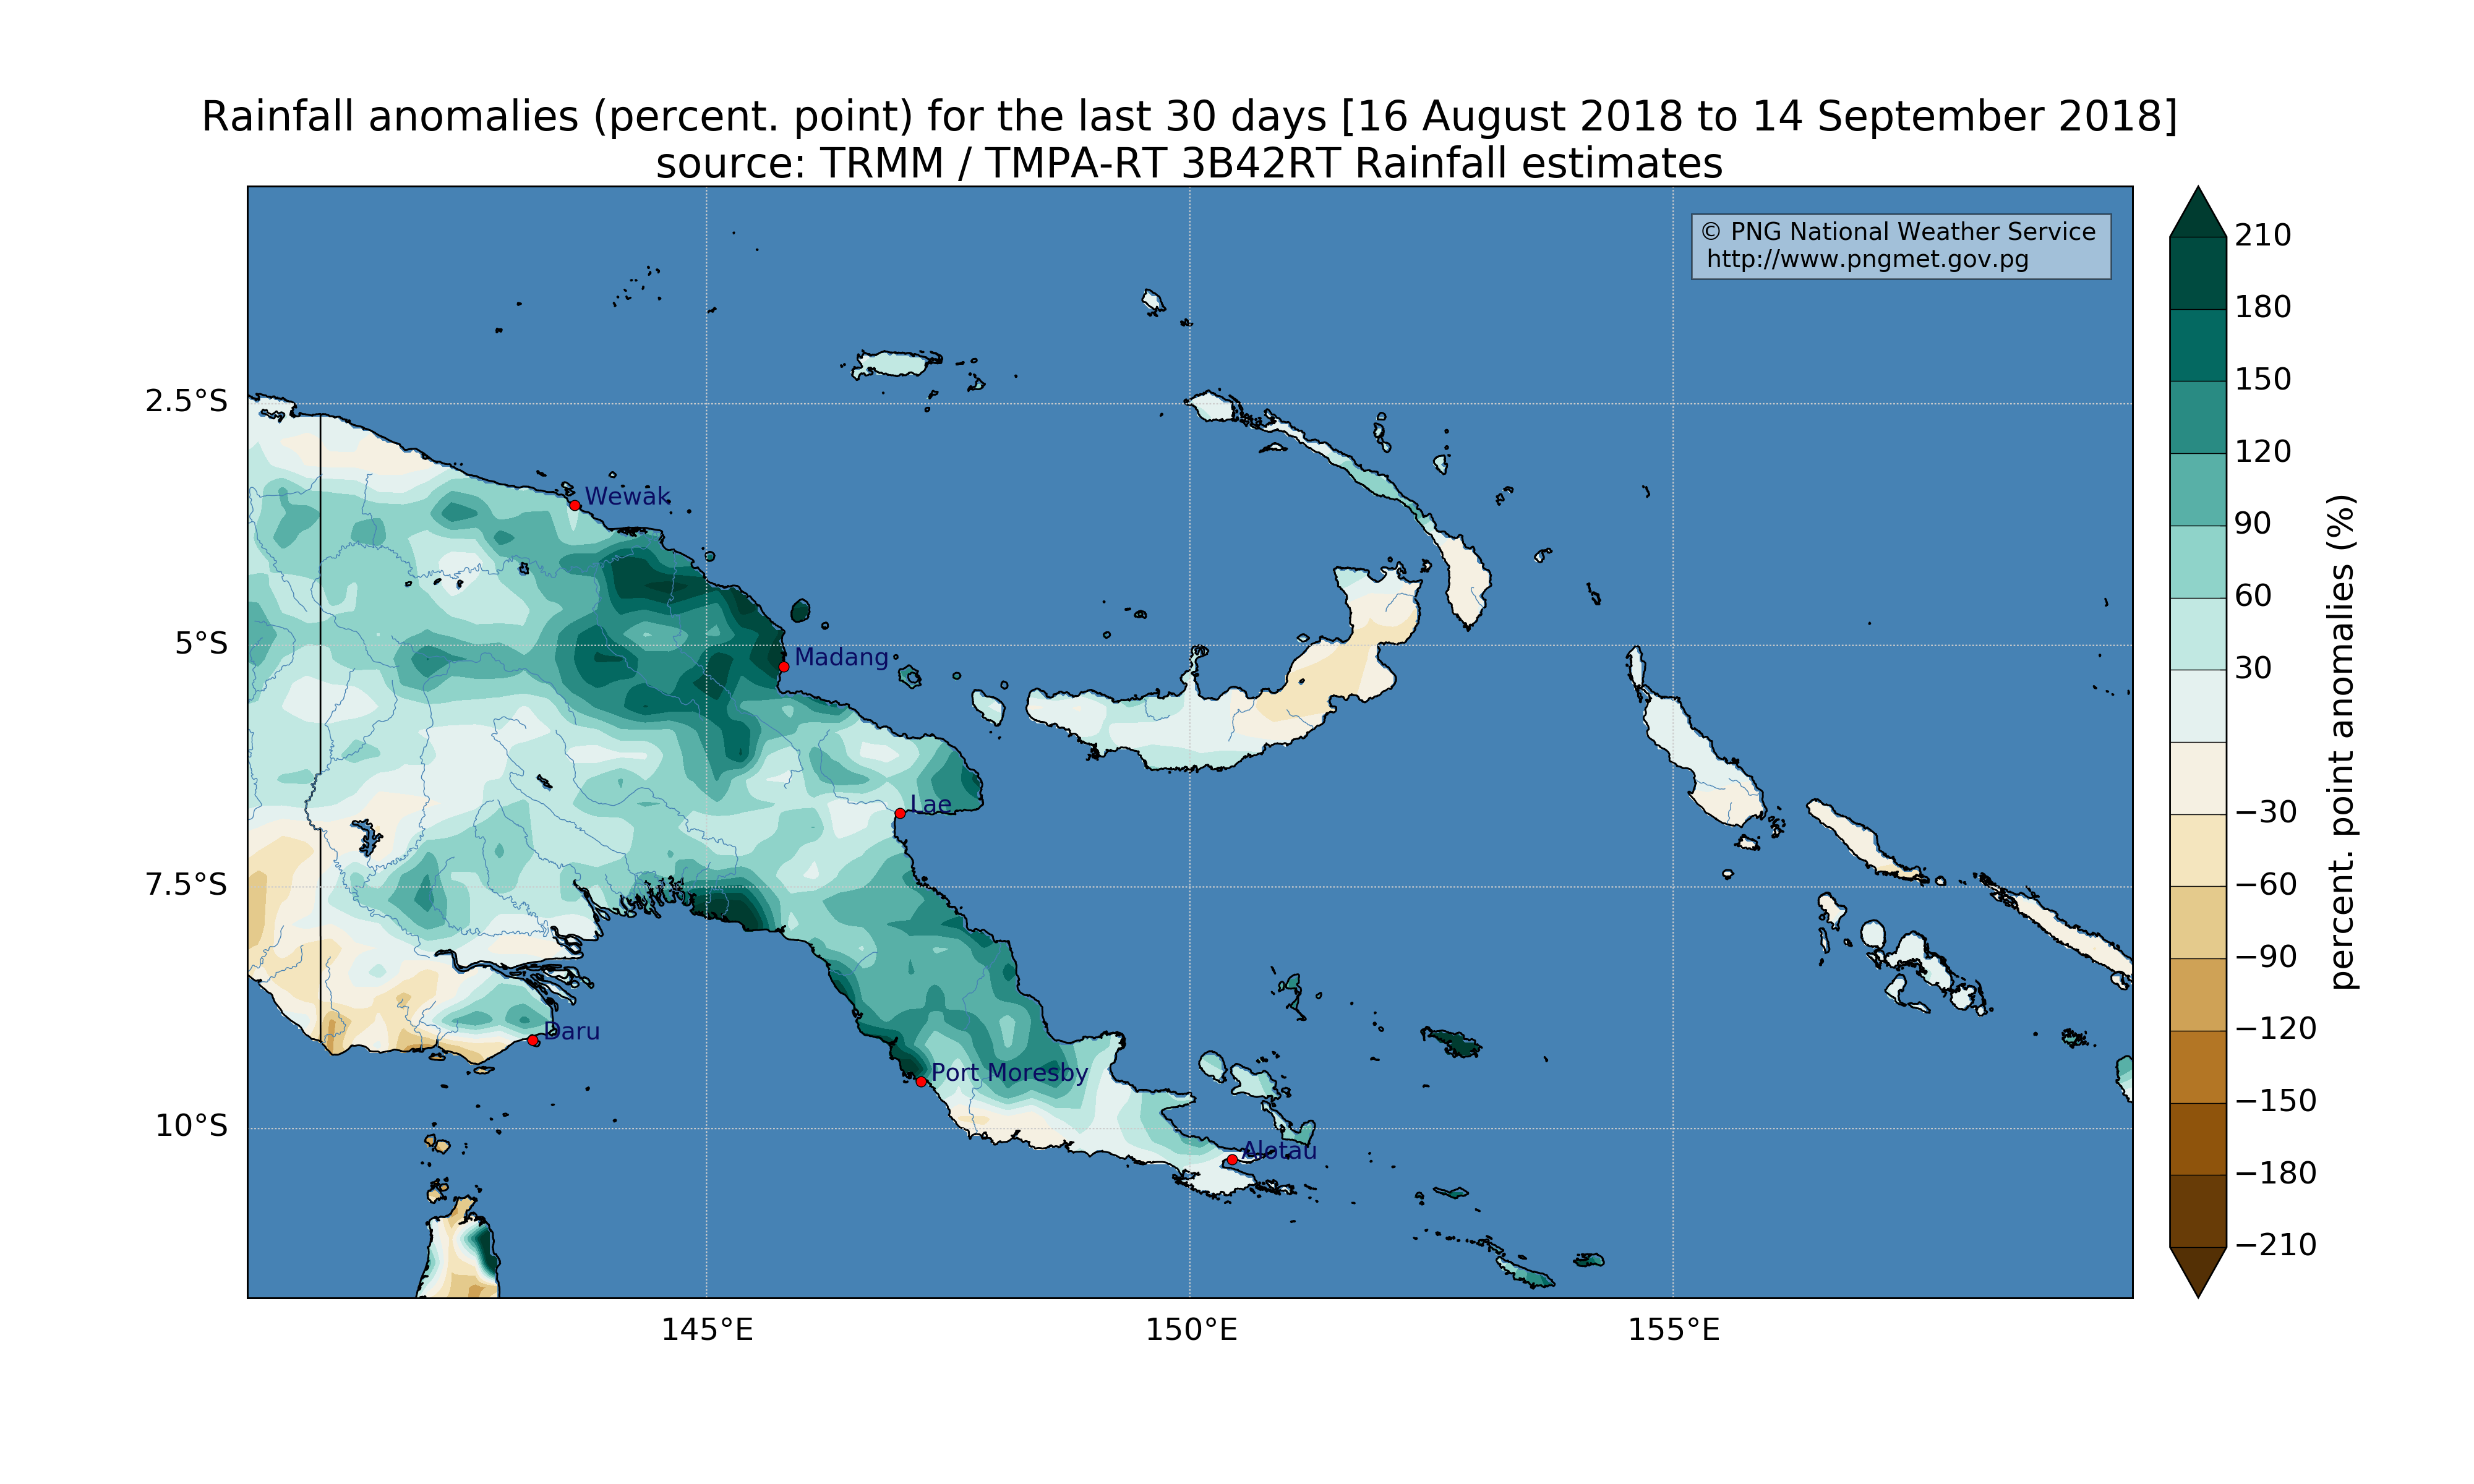 Rainfall anomalies (percent. point) for the last 30 days [16 August 2018 to 14 September 2018]
source: TRMM / TMPA-RT 3B42RT Rainfall estimates
© PNG National Weather Service
http://www.pngmet.gov.pg
2.5°S
5°S
7.5°S
10°S
Wewak
Madang
Lae
Daru
Port Moresby
Alotau
145°E
150°E
155°E
210
180
150
120
90
60
30
−30
−60
−90
−120
−150
−180
−210
percent. point anomalies (%)